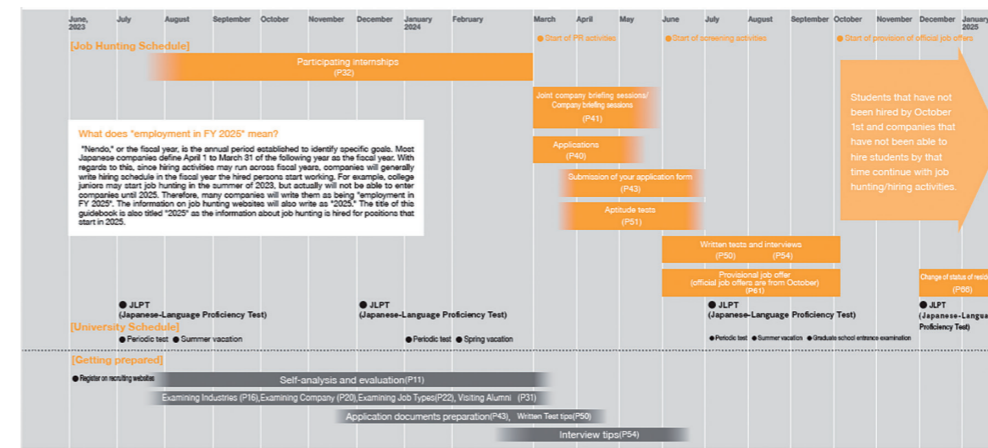 June, 2023
July
August
September
October
November
December
January 2024
February
March
April
May
June
July
August
September
October
November
December
January 2025
[Job Hunting Schedule]
● Start of PR activities
● Start of screening activities
● Start of provision of official job offers
Participating internships
(P32)
Joint company briefing sessions/
Company briefing sessions
(P41)
Applications
(P40)
Submission of your application form
(P43)
Aptitude tests
(P51)
Written tests and interviews
(P50) (P54)
Provisional job offer
(official job offers are from October)
(P61)
Students that have not
been hired by October
1st and companies that
have not been able to
hire students by that
time continue with job
hunting/hiring activities.
Change of status of resid
(P66)
What does "employment in FY 2025" mean?
"Nendo," or the fiscal year, is the annual period established to identify specific goals. Most
Japanese companies define April 1 to March 31 of the following year as the fiscal year. With
regards to this, since hiring activities may run across fiscal years, companies will generally
write hiring schedule in the fiscal year the hired persons start working. For example, college
juniors may start job hunting in the summer of 2023, but actually will not be able to enter
companies until 2025. Therefore, many companies will write them as being "employment in
FY 2025". The information on job hunting websites will also write as "2025." The title of this
guidebook is also titled "2025" as the information about job hunting is hired for positions that
start in 2025.
● JLPT
(Japanese-Language Proficiency Test)
● JLPT
(Japanese-Language Proficiency Test)
● JLPT
(Japanese-Language Proficiency Test)
● JLPT
(Japanese-Langua
Proficiency Test)
[University Schedule]
● Periodic test ● Summer vacation
● Periodic test ● Spring vacation
● Periodic test ● Summer vacation ● Graduate school entrance examination
[Getting prepared]
● Register on recruiting websites
Self-analysis and evaluation(P11)
Examining Industries (P16),Examining Company (P20),Examining Job Types(P22), Visiting Alumni (P31)
Application documents preparation(P43), Written Test tips(P50)
Interview tips(P54)